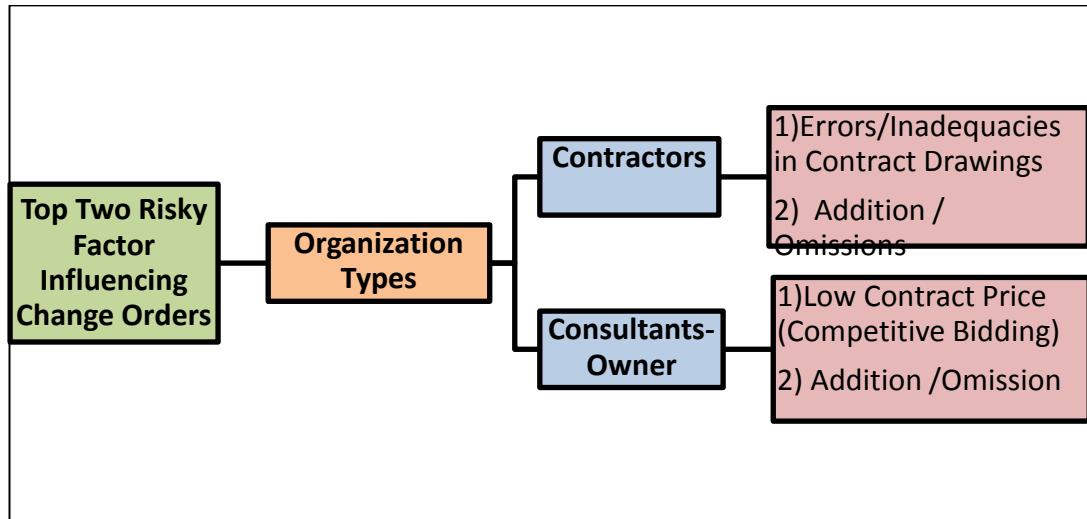 Top Two Risky
Factor
Influencing
Change Orders
Organization
Types
Contractors
1)Errors/Inadequacies
in Contract Drawings
2)  Addition /
Omissions
Consultants-
Owner
1)Low Contract Price
(Competitive Bidding)
2) Addition /Omission